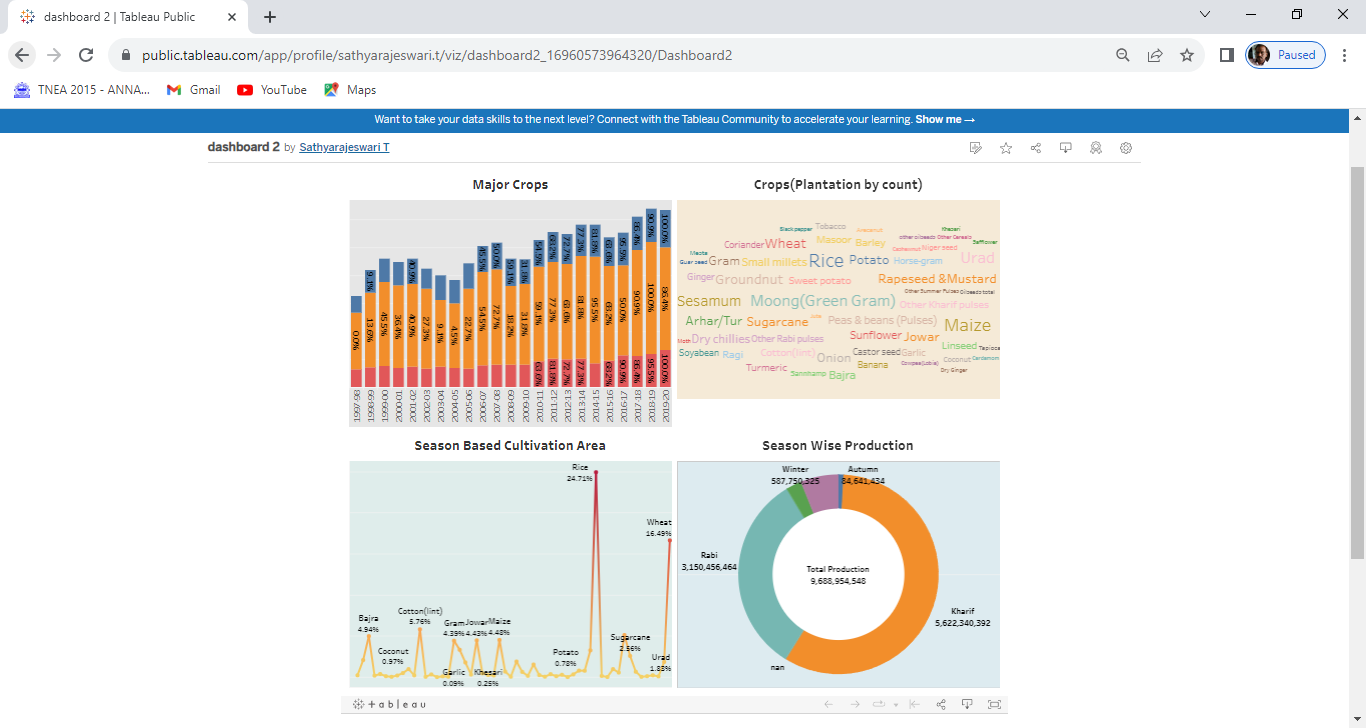 dashboard 2 | Tableau Public
public.tableau.com/app/profile/sathyarajeswari.t/viz/dashboard2_16960573964320/Dashboard2
Paused
TNEA 2015 - ANNA...
Gmail
YouTube
Maps
Want to take your data skills to the next level? Connect with the Tableau Community to accelerate your learning. Show me →
dashboard 2 by Sathyarajeswari T
Major Crops
0.0%
9.1%
13.6%
45.5%
36.4%
40.9%
40.9%
27.3%
9.1%
4.5%
22.7%
45.5%
54.5%
50.0%
72.7%
59.1%
18.2%
31.8%
31.8%
54.5%
59.1%
63.6%
68.2%
77.3%
81.8%
72.7%
63.6%
72.7%
77.3%
81.8%
77.3%
81.8%
95.5%
63.6%
68.2%
68.2%
95.5%
50.0%
90.9%
86.4%
90.9%
86.4%
90.9%
100.0%
95.5%
100.0%
86.4%
100.0%
1997-98
1998-99
1999-00
2000-01
2001-02
2002-03
2003-04
2004-05
2005-06
2006-07
2007-08
2008-09
2009-10
2010-11
2011-12
2012-13
2013-14
2014-15
2015-16
2016-17
2017-18
2018-19
2019-20
Crops(Plantation by count)
Black pepper Tobacco Arecanut Khesari
Coriander Wheat Masoor Barley other oilseeds Other Cereals Safflower
Mesta Cashewnut Niger seed
Guar seed Gram Small millets Rice Potato Horse-gram Urad
Ginger Groundnut Sweet potato Rapeseed &Mustard
Other Summer Pulses Oilseeds total
Sesamum Moong(Green Gram) Other Kharif pulses
Arhar/Tur Sugarcane Jute Peas & beans (Pulses) Maize
Moth Dry chillies Other Rabi pulses Sunflower Jowar
Linseed Tapioca
Soyabean Ragi Cotton(lint) Onion Castor seed Garlic Coconut Cardamom
Turmeric Banana Cowpea(Lobia)
Sannhamp Bajra Dry Ginger
Season Based Cultivation Area
Rice
24.71%
Wheat
16.49%
Bajra
4.94%
Coconut
0.97%
Cotton(lint)
5.76%
Gram
4.39%
Jowar
4.43%
Maize
4.48%
Garlic
0.09%
Khesari
0.25%
Potato
0.78%
Sugarcane
2.56%
Urad
Season Wise Production
Winter
587,750,325
Autumn
84,641,434
Rabi
3,150,456,464
Total Production
9,688,954,548
Kharif
5,622,340,392
nan
+ a b l e a u